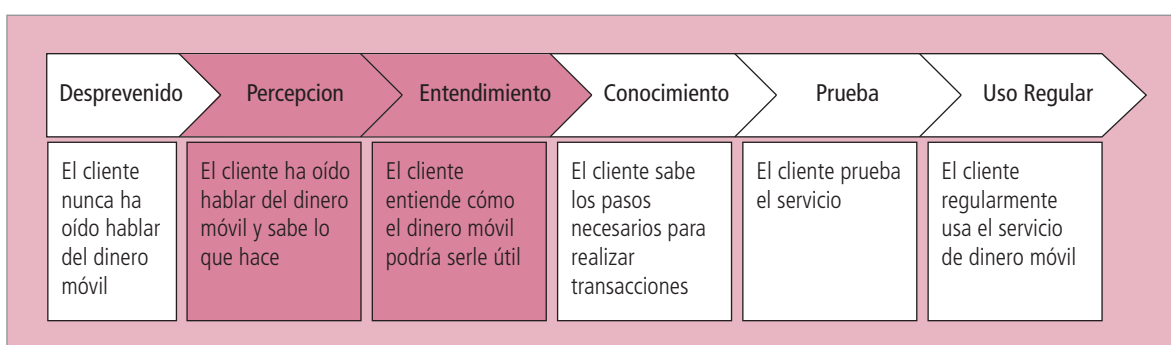 Desprevenido
Percepcion
Entendimiento
Conocimiento
Prueba
Uso Regular
El cliente
nunca ha
oído hablar
del dinero
móvil
El cliente ha oído
hablar del dinero
móvil y sabe lo
que hace
El cliente
entiende cómo
el dinero móvil
podría serle útil
El cliente sabe
los pasos
necesarios para
realizar
transacciones
El cliente prueba
el servicio
El cliente
regularmente
usa el servicio
de dinero móvil